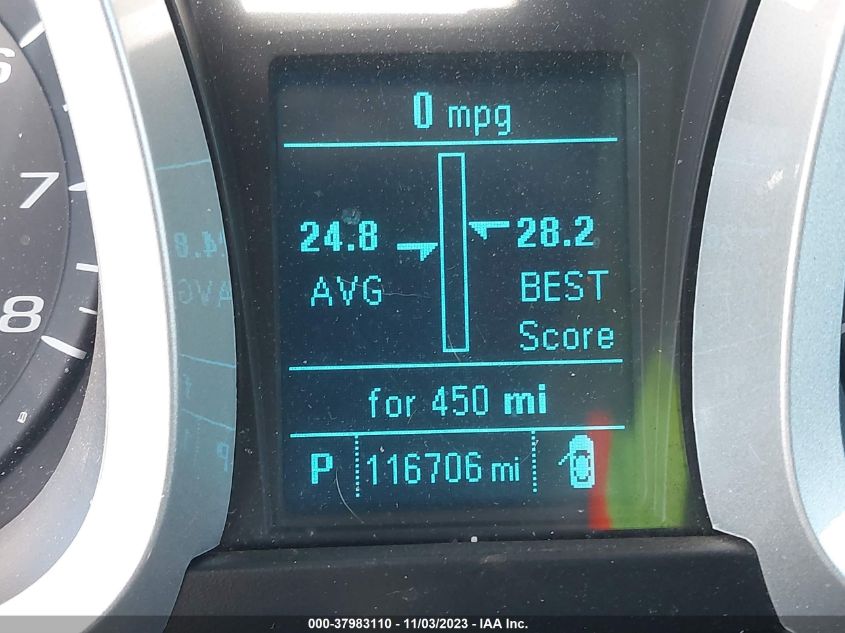 0 mpg
24.8 28.2
AVG BEST
Score
for 450 mi
P 116706 mi
6
7
8
000-37983110 - 11/03/2023 - IAA Inc.